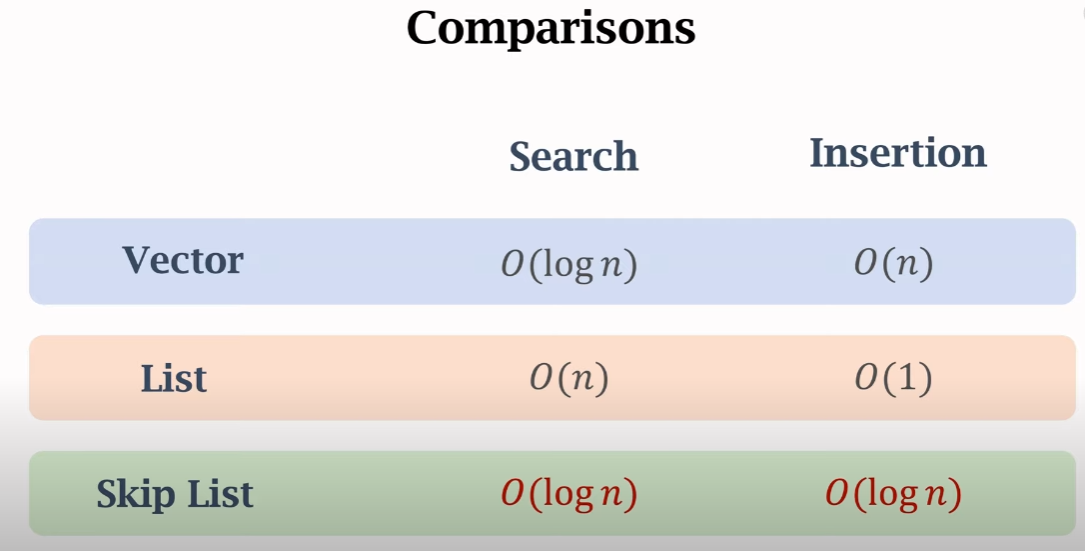 Comparisons
Search Insertion
Vector O(log n) O(n)
List O(n) O(1)
Skip List O(log n) O(log n)